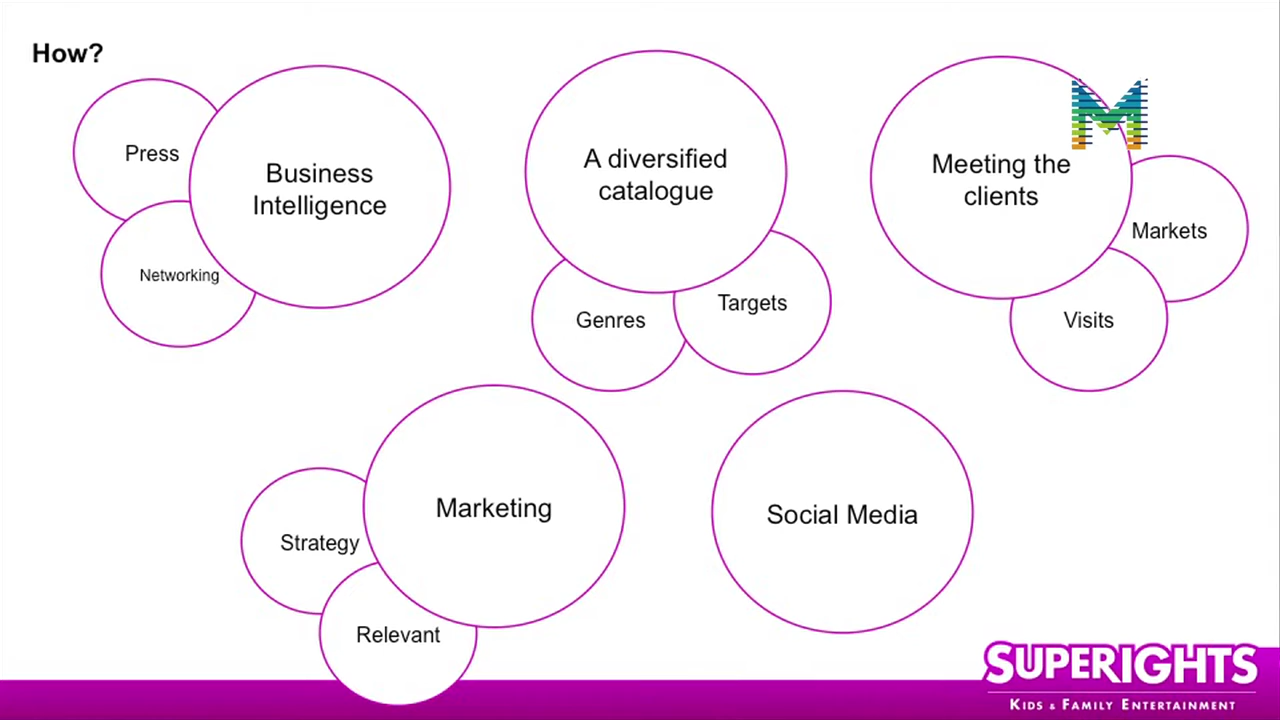 How?
Press
Networking
Business
Intelligence
A diversified
catalogue
Genres
Targets
Meeting the
clients
M
Markets
Visits
Strategy
Relevant
Marketing
Social Media
SUPERIGHTS
KIDS & FAMILY ENTERTAINMENT